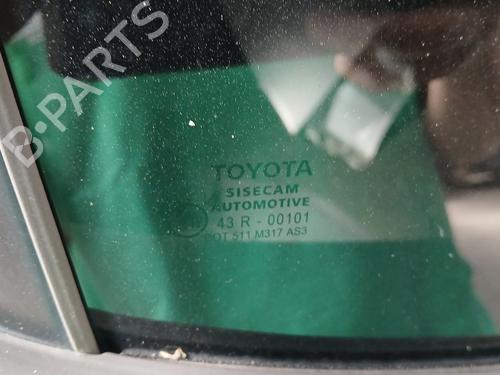 B-PARTS
TOYOTA
SISECAM
AUTOMOTIVE
43 R - 00101
DOT 511 M317 AS3